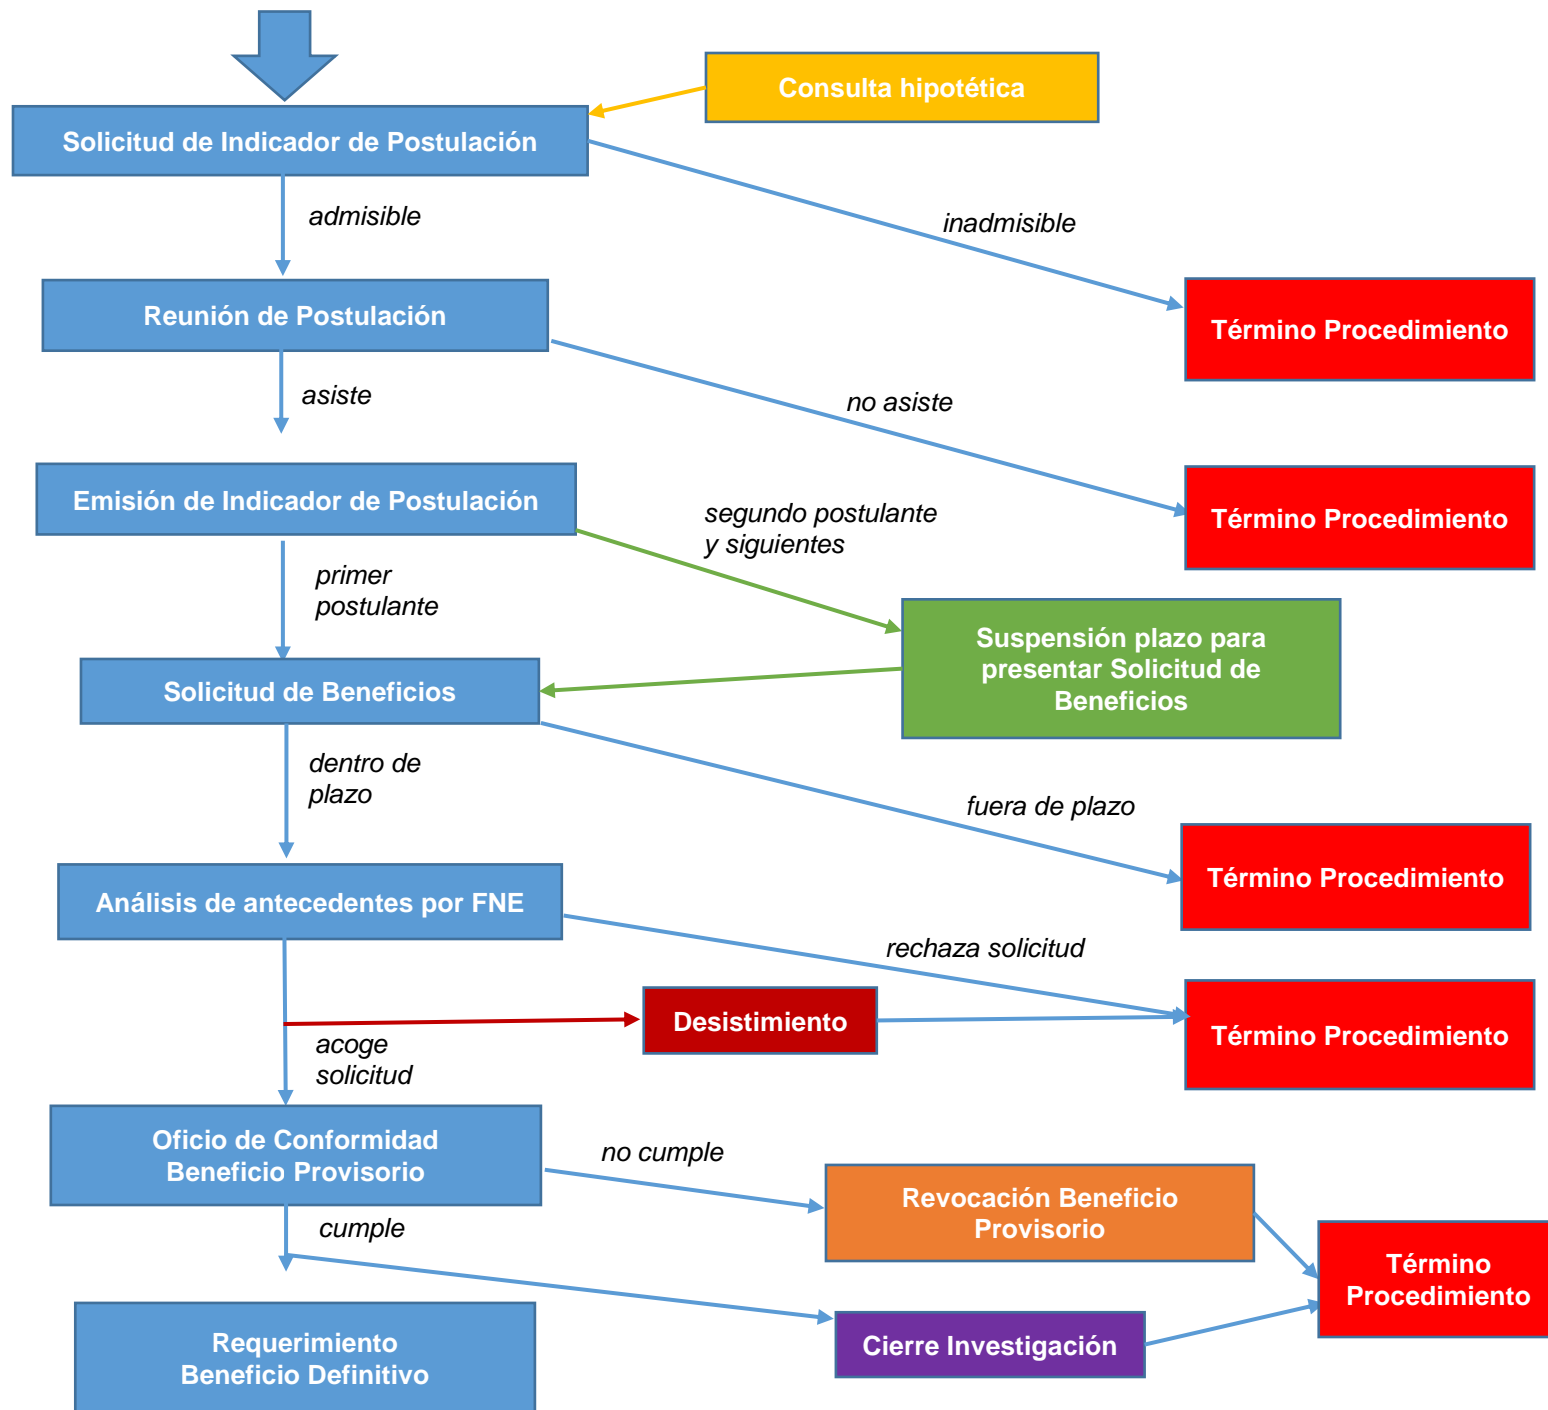 Consulta hipotética
Solicitud de Indicador de Postulación
admisible
inadmisible
Reunión de Postulación
Término Procedimiento
asiste
no asiste
Emisión de Indicador de Postulación
segundo postulante
y siguientes
Término Procedimiento
primer
postulante
Suspensión plazo para
presentar Solicitud de
Beneficios
Solicitud de Beneficios
dentro de
plazo
fuera de plazo
Término Procedimiento
Análisis de antecedentes por FNE
rechaza solicitud
Desistimiento
Término Procedimiento
acoge
solicitud
Oficio de Conformidad
Beneficio Provisorio
no cumple
Revocación Beneficio
Provisorio
cumple
Término
Procedimiento
Requerimiento
Beneficio Definitivo
Cierre Investigación